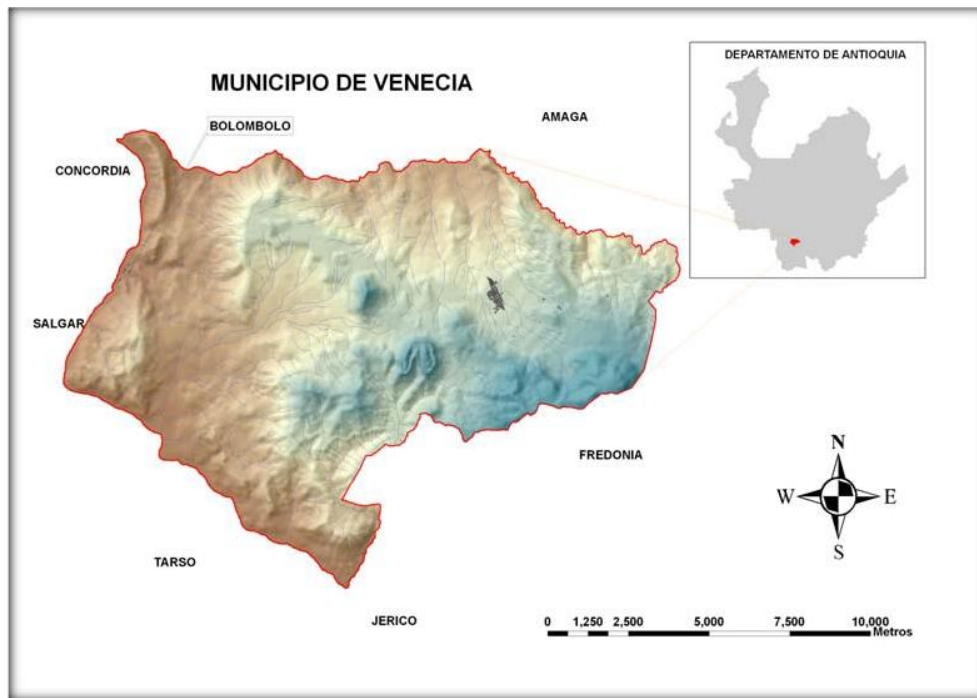 DEPARTAMENTO DE ANTIOQUIA
MUNICIPIO DE VENECIA
AMAGA
BOLOMBOLO
CONCORDIA
SALGAR
FREDONIA
N
W E
S
TARSO
JERICO
0 1,250 2,500 5,000 7,500 10,000
Metros